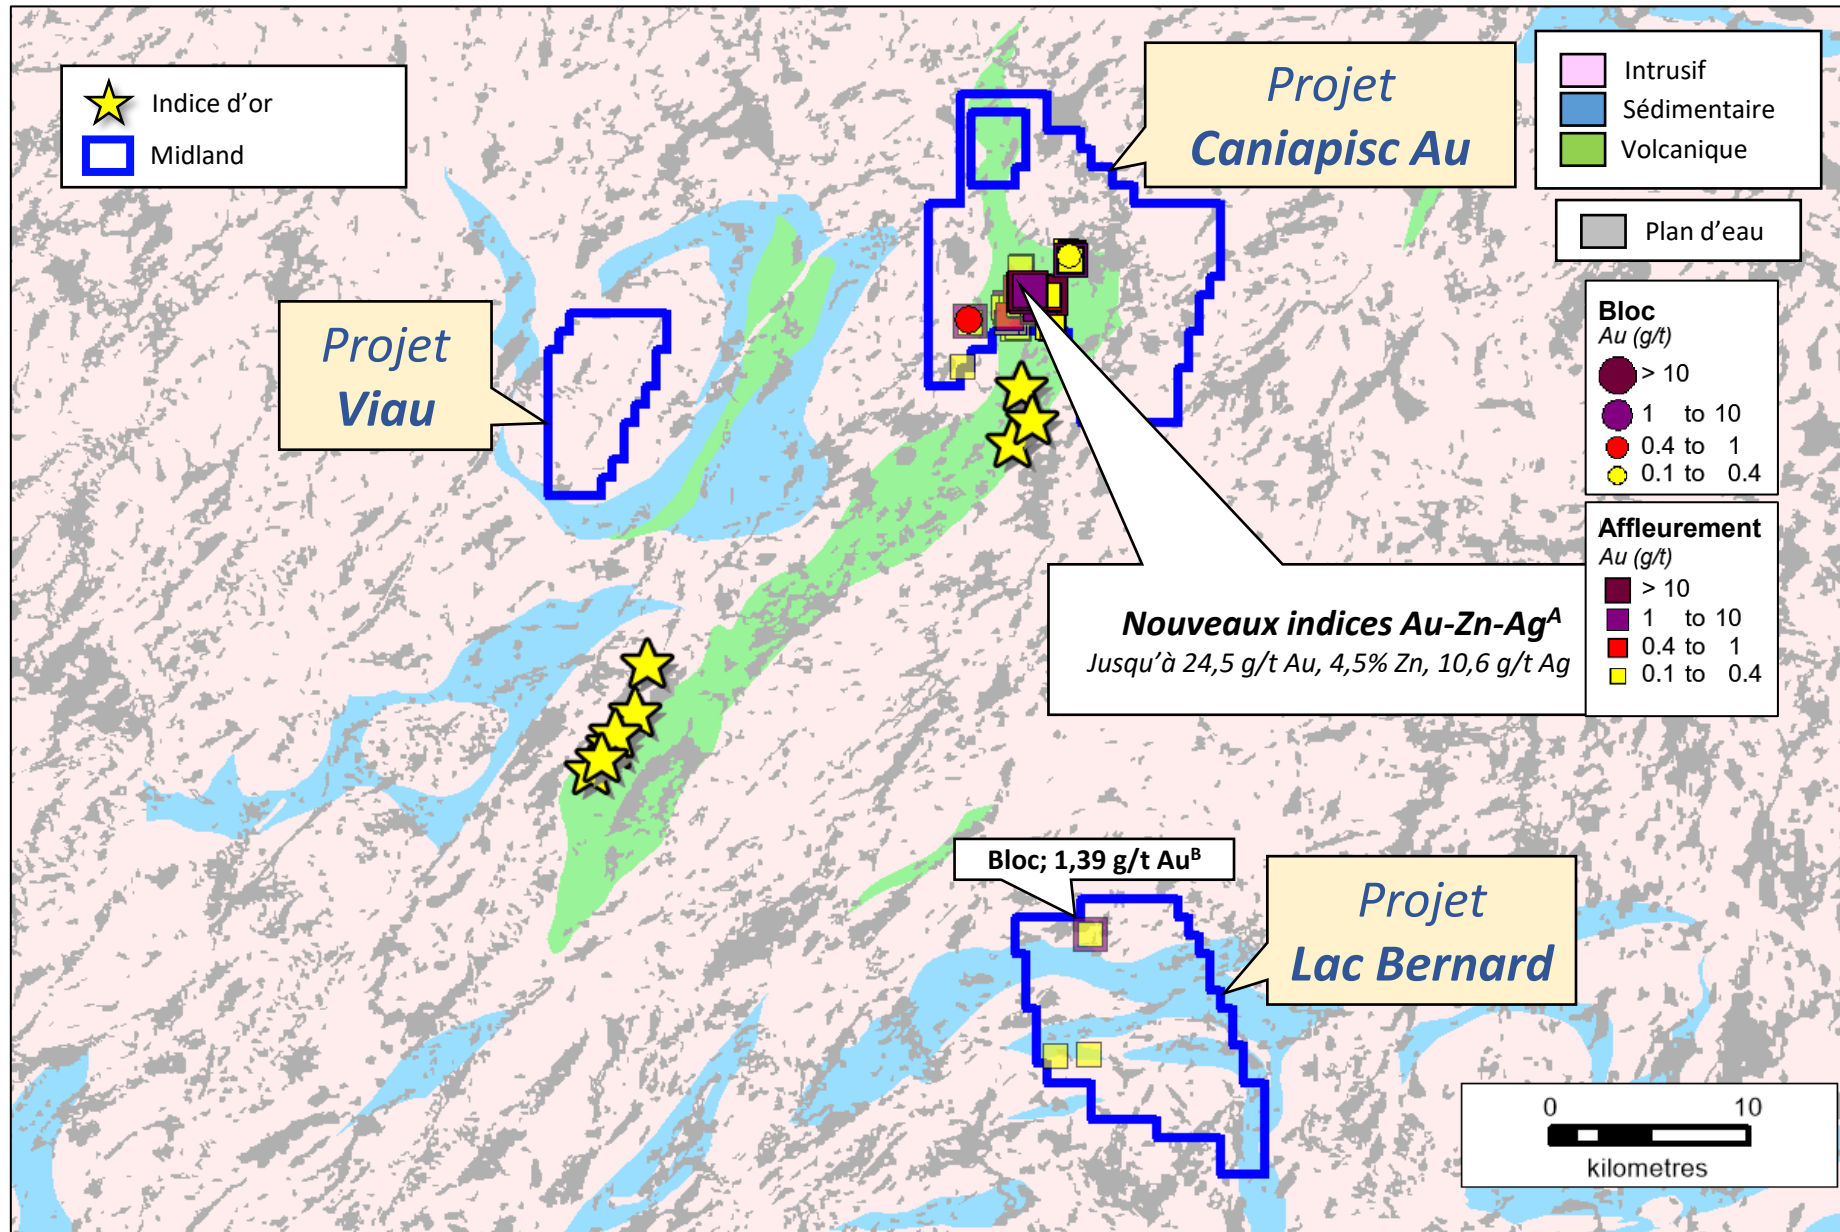 Indice d'or
Midland
Projet
Caniapisc Au
Intrusif
Sédimentaire
Volcanique
Plan d'eau
Projet
Viau
Bloc
Au (g/t)
> 10
1 to 10
0.4 to 1
0.1 to 0.4
Affleurement
Au (g/t)
> 10
1 to 10
0.4 to 1
0.1 to 0.4
Nouveaux indices Au-Zn-Ag^A
Jusqu'à 24,5 g/t Au, 4,5% Zn, 10,6 g/t Ag
Bloc; 1,39 g/t Au^B
Projet
Lac Bernard
0 10
kilometres